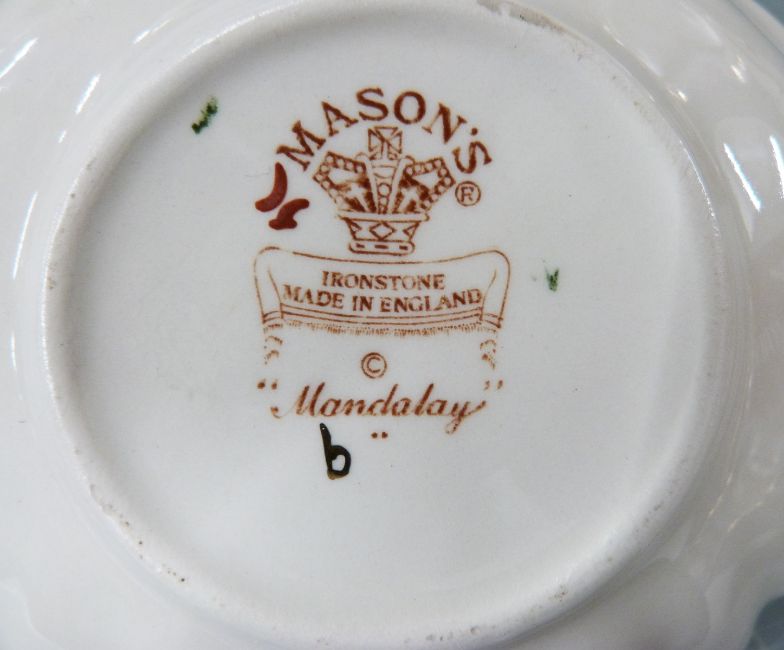 MASON'S ®
IRONSTONE
MADE IN ENGLAND
©
"Mandalay"
b